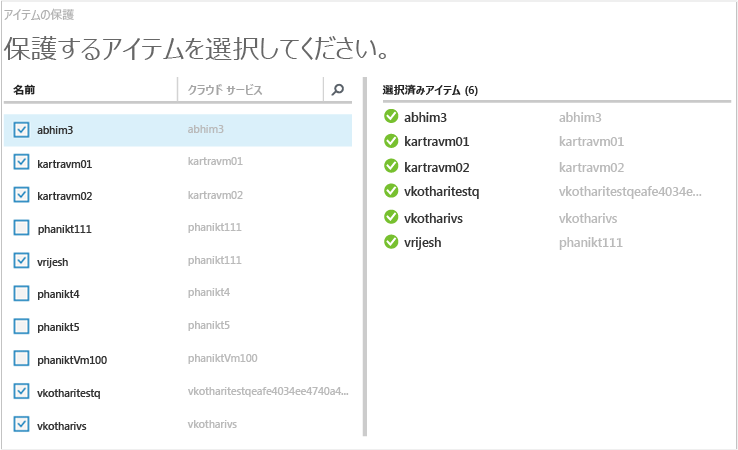 アイテムの保護
保護するアイテムを選択してください。
名前 クラウド サービス
abhim3 abhim3
kartravm01 kartravm01
kartravm02 kartravm02
phanikt111 phanikt111
vrijesh phanikt111
phanikt4 phanikt4
phanikt5 phanikt5
phaniktVm100 phaniktVm100
vkotharitestq vkotharitestqeafe4034ee4740a4...
vkotharivs vkotharivs
選択済みアイテム (6)
abhim3 abhim3
kartravm01 kartravm01
kartravm02 kartravm02
vkotharitestq vkotharitestqeafe4034e...
vkotharivs vkotharivs
vrijesh phanikt111